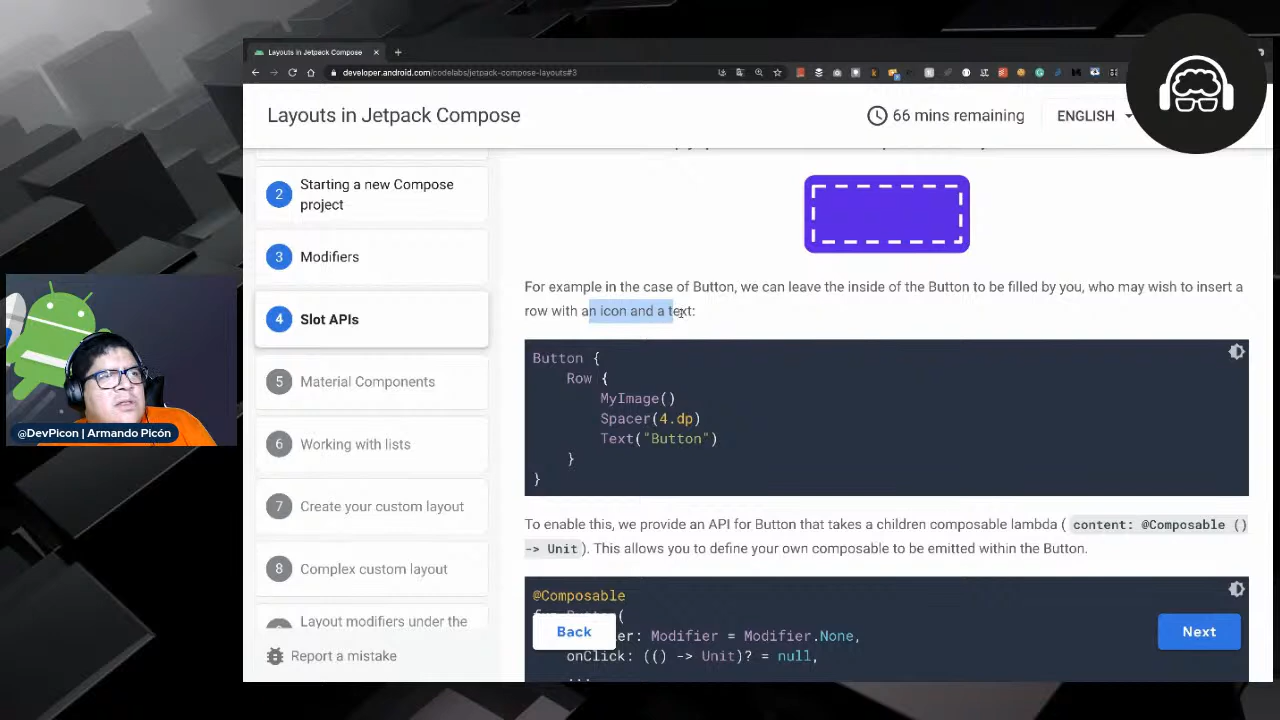 Layouts in Jetpack Compose
developer.android.com/codelabs/jetpack-compose-layouts#3
Layouts in Jetpack Compose
66 mins remaining
ENGLISH
2
Starting a new Compose
project
3
Modifiers
4
Slot APIs
5
Material Components
6
Working with lists
7
Create your custom layout
8
Complex custom layout
Layout modifiers under the
Report a mistake
For example in the case of Button, we can leave the inside of the Button to be filled by you, who may wish to insert a
row with an icon and a text:
Button {
Row {
MyImage()
Spacer(4.dp)
Text("Button")
}
}
To enable this, we provide an API for Button that takes a children composable lambda ( content: @Composable ()
-> Unit ). This allows you to define your own composable to be emitted within the Button.
@Composable
er: Modifier = Modifier.None,
onClick: (() -> Unit)? = null,
...
Back
Next
@DevPicon | Armando Picón